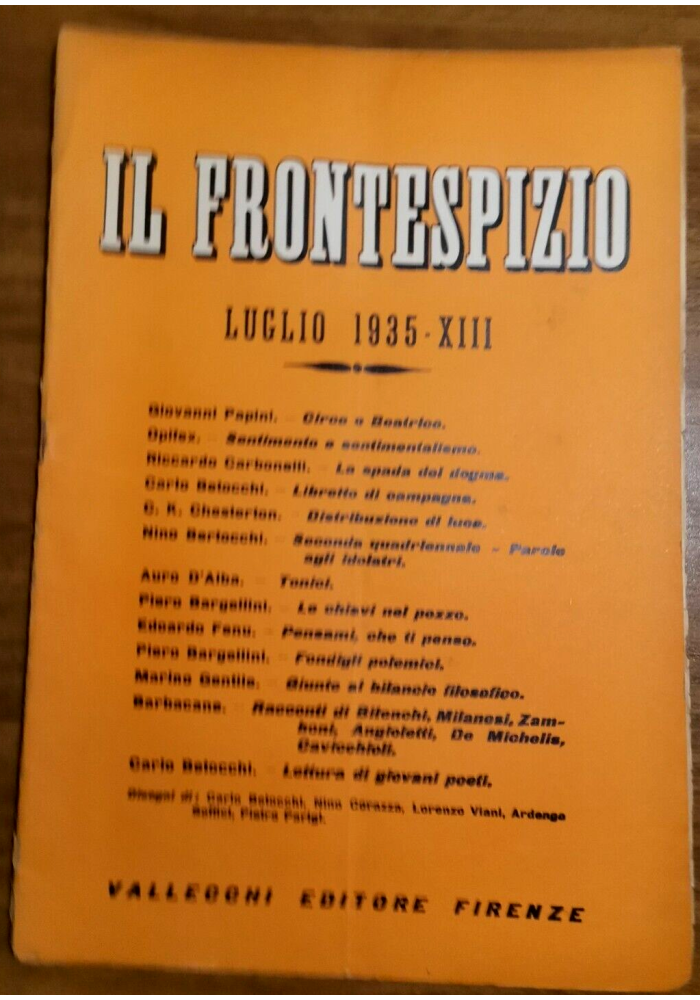 IL FRONTESPIZIO
LUGLIO 1935 - XIII
Giovanni Papini. - Circe o Beatrice.
Opifex. - Sentimento e sentimentalismo.
Riccardo Carbonelli. - La spada del dogma.
Carlo Betocchi. - Libretto di campagna.
G. K. Chesterton. - Distribuzione di luce.
Nino Bertocchi. - Seconda quadriennale - Parole
agli idolatri.
Auro D'Alba. - Tonici.
Piero Bargellini. - Le chiavi nel pozzo.
Edoardo Fenu. - Pensami, che ti penso.
Piero Bargellini. - Fondigli polemici.
Marino Gentile. - Giunte al bilancio filosofico.
Barbacane. - Racconti di Bilenchi, Milanesi, Zam-
boni, Angioletti, De Michelis,
Cavicchioli.
Carlo Betocchi. - Lettura di giovani poeti.
Disegni di: Carlo Betocchi, Nino Corazza, Lorenzo Viani, Ardengo
Soffici, Pietro Parigi.
VALLECCHI EDITORE FIRENZE